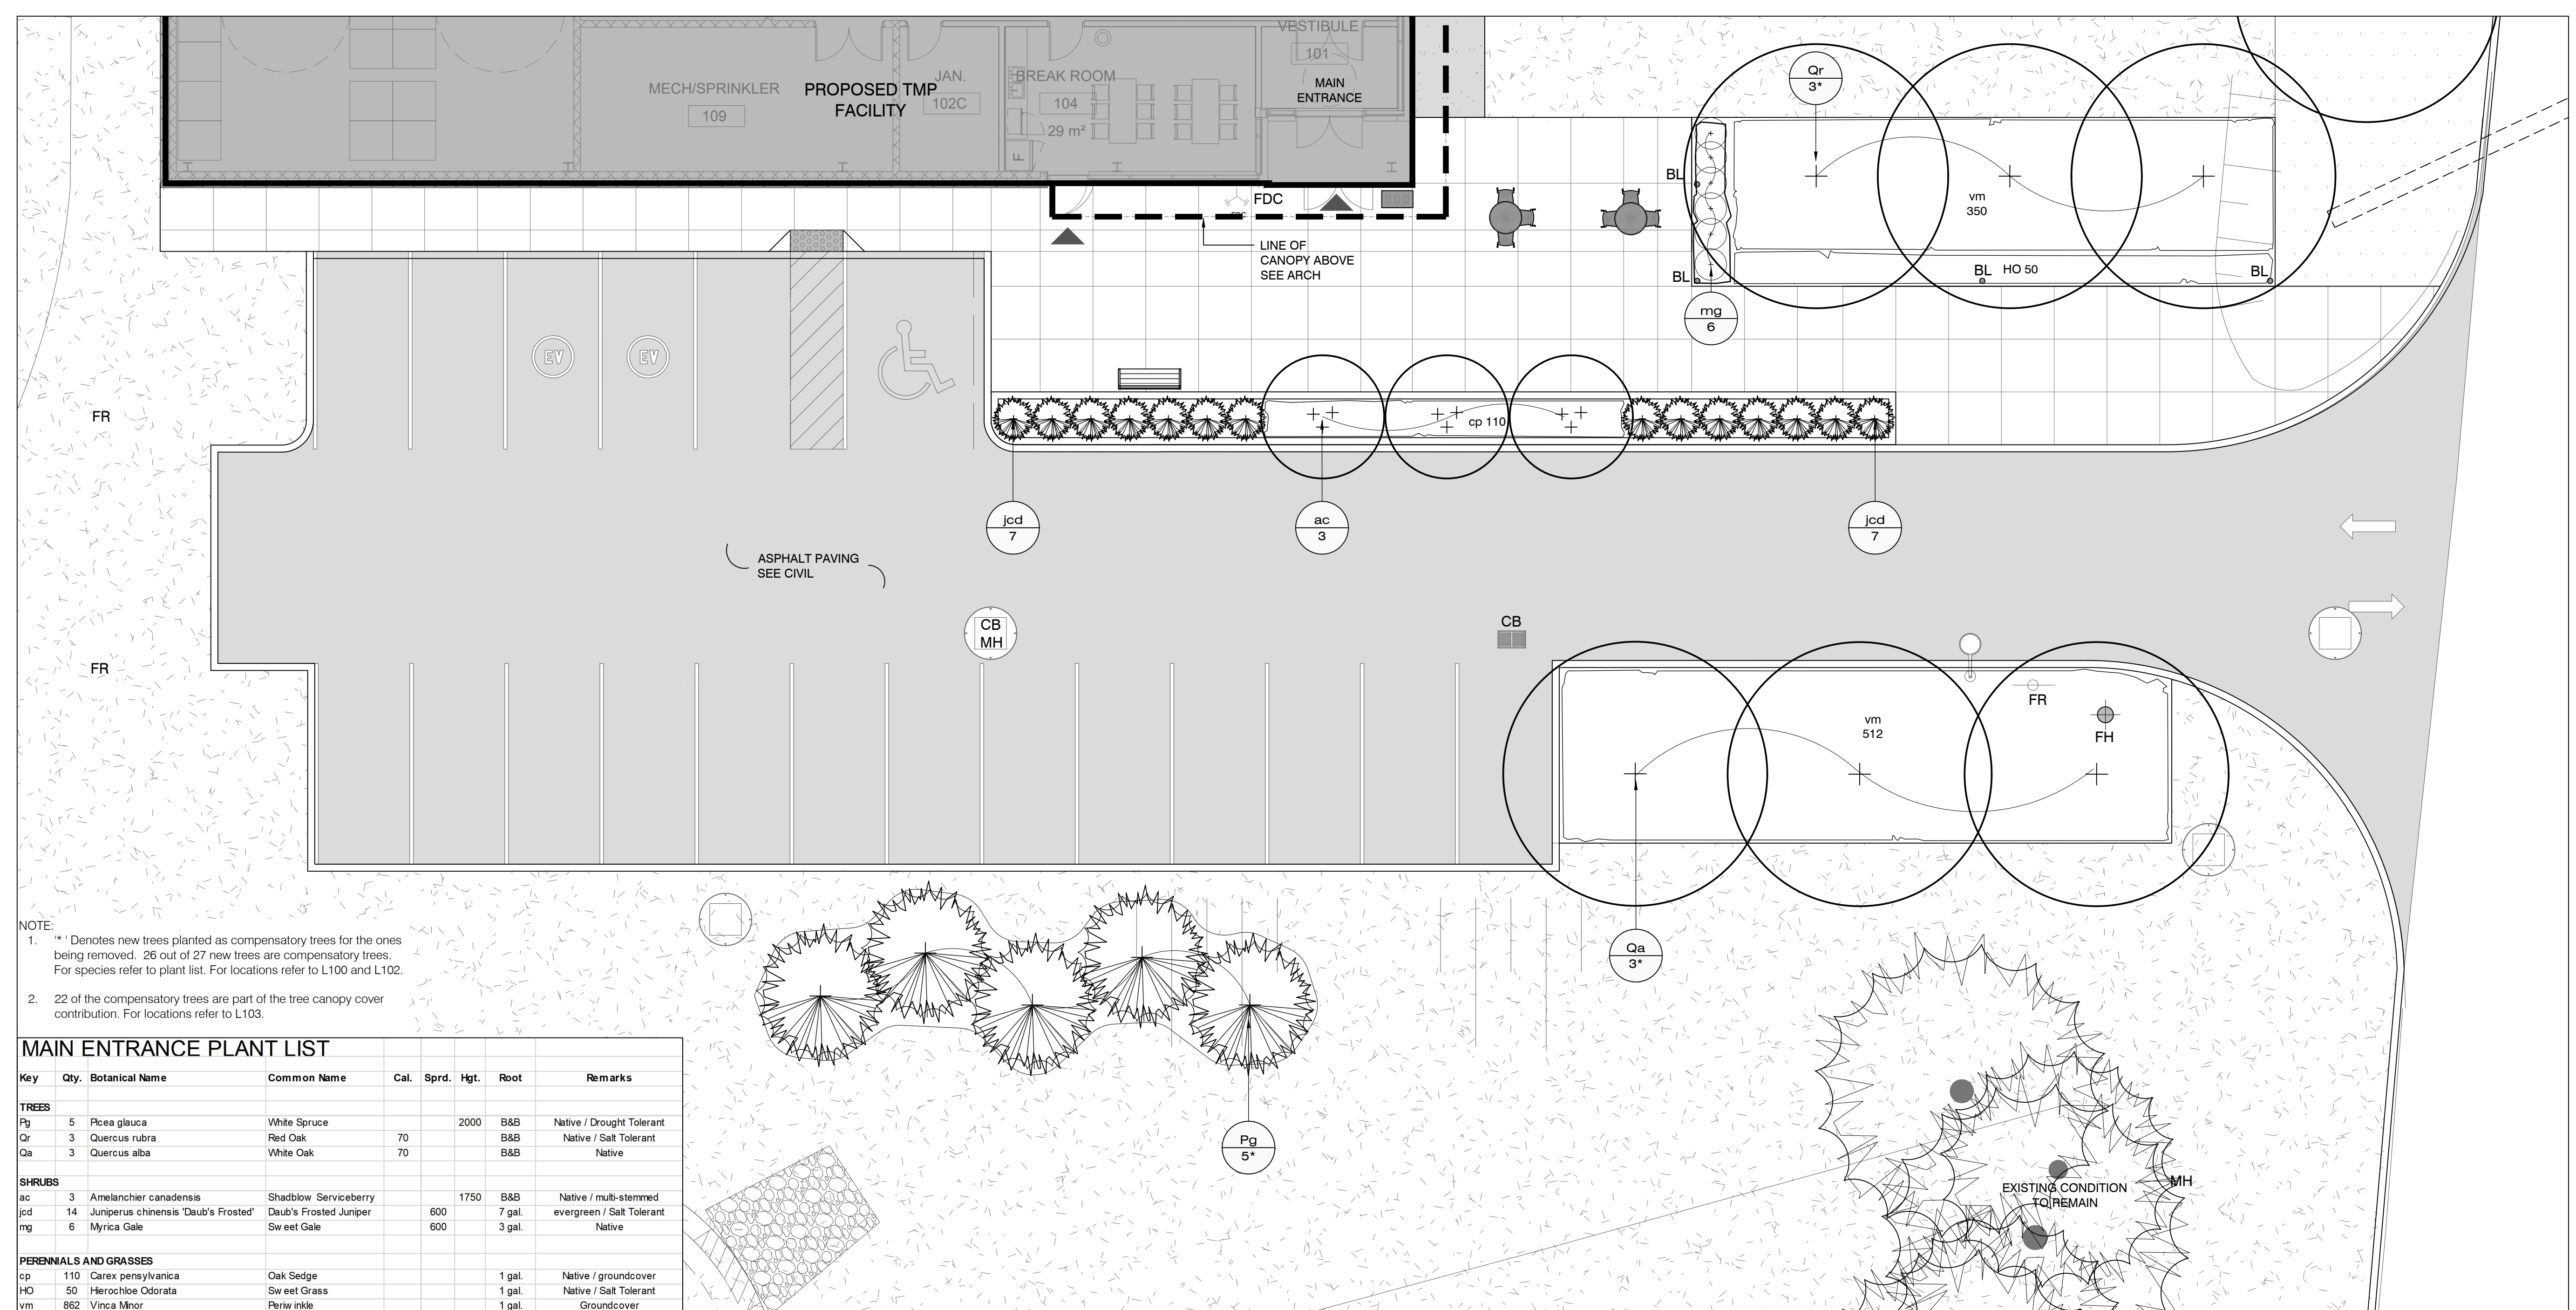 VESTIBULE
101
MAIN
ENTRANCE
MECH/SPRINKLER
109
PROPOSED TMP
FACILITY
JAN.
102C
BREAK ROOM
104
29 m²
F
FDC
FDC
LINE OF
CANOPY ABOVE
SEE ARCH
Qr
3*
BL
vm
350
BL
BL
HO 50
BL
mg
6
EV
EV
FR
cp 110
jcd
7
ac
3
jcd
7
ASPHALT PAVING
SEE CIVIL
CB
MH
CB
FR
FR
vm
512
FH
Qa
3*
Pg
5*
MH
EXISTING CONDITION
TO REMAIN
NOTE:
1. '* ' Denotes new trees planted as compensatory trees for the ones
being removed. 26 out of 27 new trees are compensatory trees.
For species refer to plant list. For locations refer to L100 and L102.
2. 22 of the compensatory trees are part of the tree canopy cover
contribution. For locations refer to L103.
MAIN ENTRANCE PLANT LIST
Key Qty. Botanical Name Common Name Cal. Sprd. Hgt. Root Remarks
TREES
Pg 5 Picea glauca White Spruce 2000 B&B Native / Drought Tolerant
Qr 3 Quercus rubra Red Oak 70 B&B Native / Salt Tolerant
Qa 3 Quercus alba White Oak 70 B&B Native
SHRUBS
ac 3 Amelanchier canadensis Shadblow Serviceberry 1750 B&B Native / multi-stemmed
jcd 14 Juniperus chinensis 'Daub's Frosted' Daub's Frosted Juniper 600 7 gal. evergreen / Salt Tolerant
mg 6 Myrica Gale Sweet Gale 600 3 gal. Native
PERENNIALS AND GRASSES
cp 110 Carex pensylvanica Oak Sedge 1 gal. Native / groundcover
HO 50 Hierochloe Odorata Sweet Grass 1 gal. Native / Salt Tolerant
vm 862 Vinca Minor Periwinkle 1 gal. Groundcover